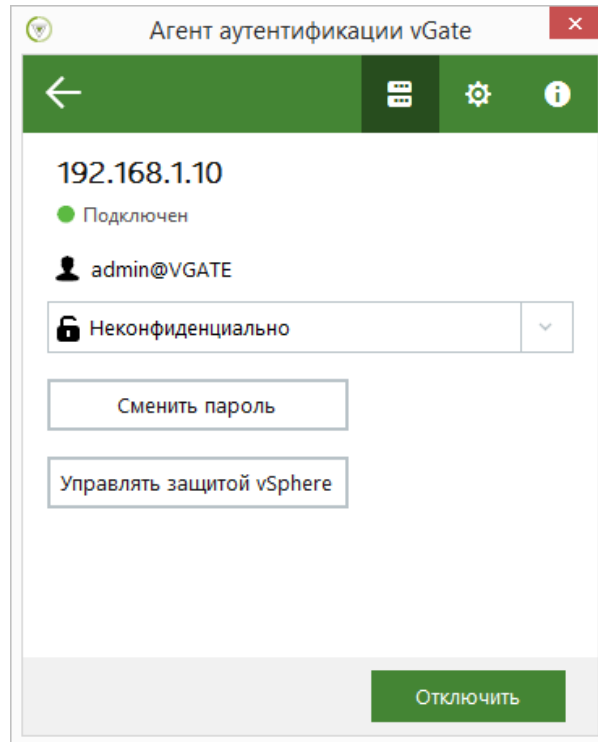 Агент аутентификации vGate
192.168.1.10
Подключен
admin@VGATE
Неконфиденциально
Сменить пароль
Управлять защитой vSphere
Отключить